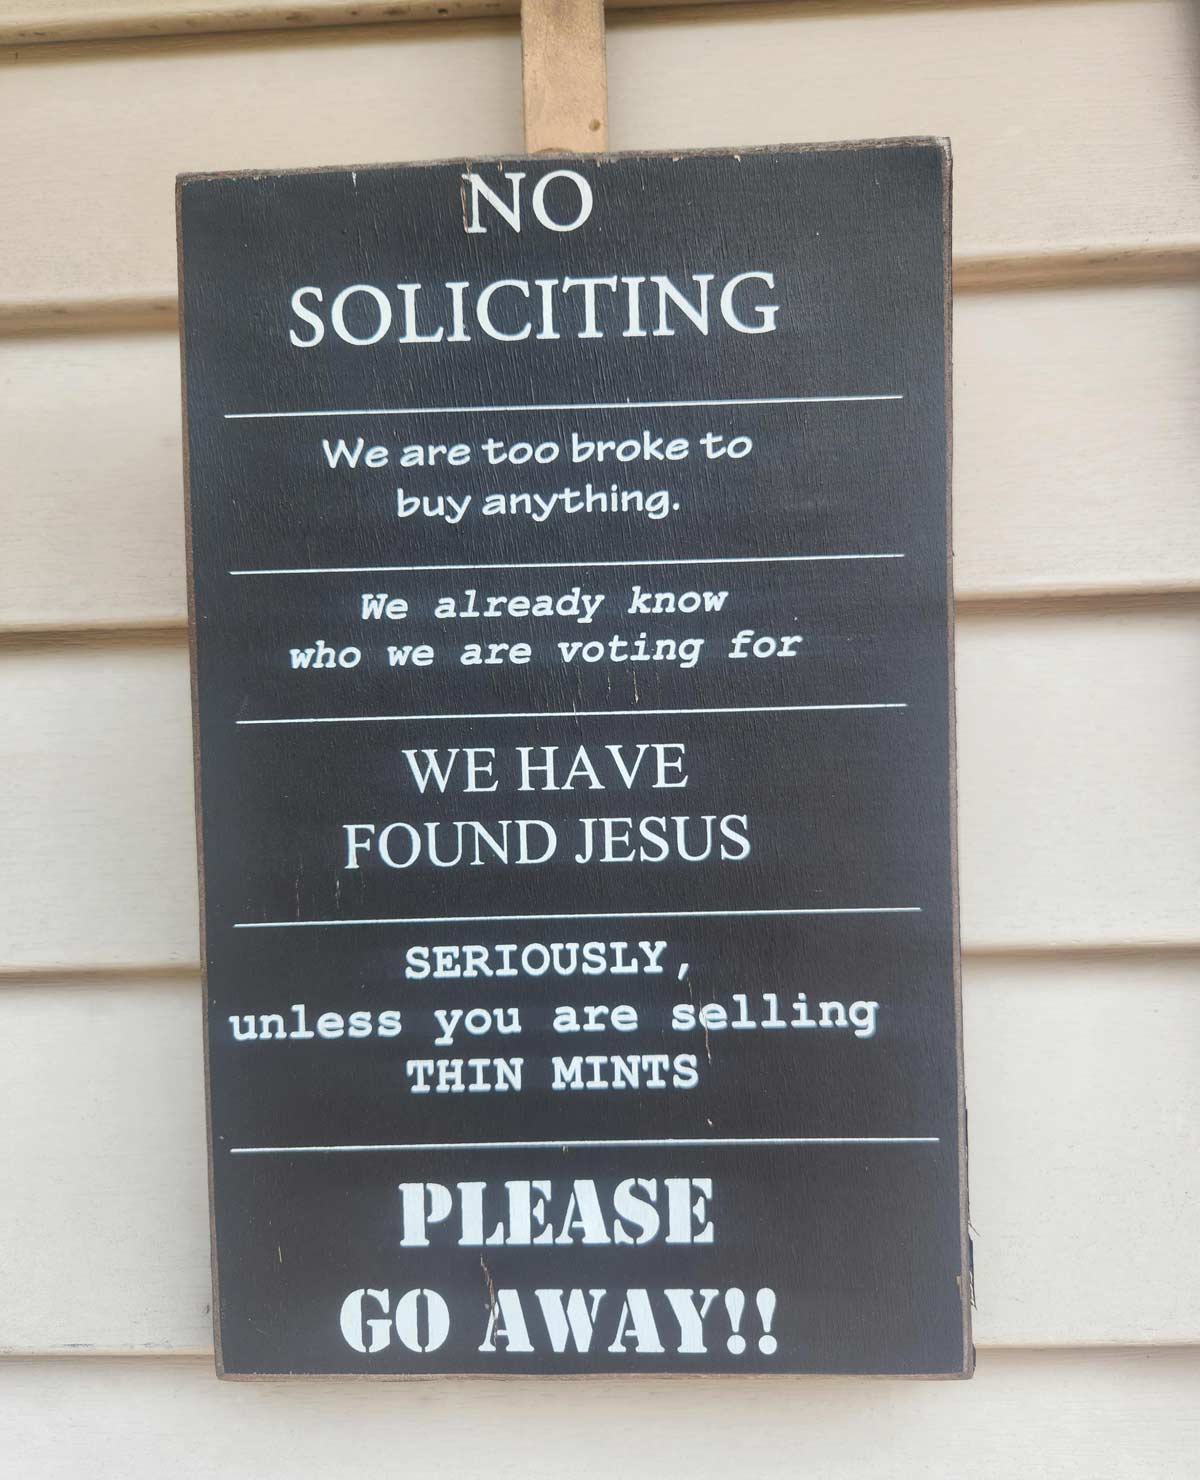 NO
SOLICITING
We are too broke to
buy anything.
We already know
who we are voting for
WE HAVE
FOUND JESUS
SERIOUSLY,
unless you are selling
THIN MINTS
PLEASE
GO AWAY!!